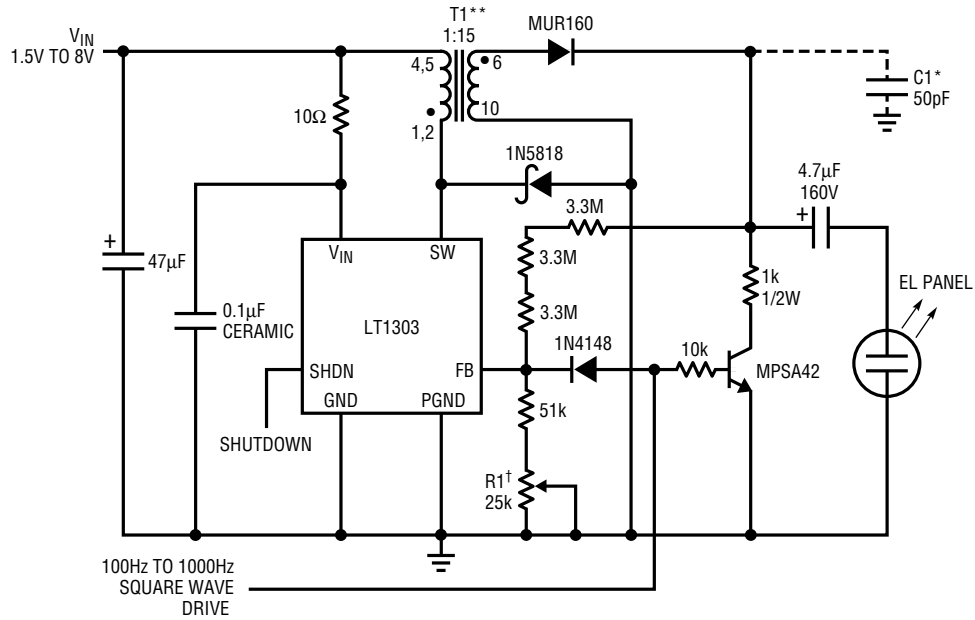 T1**
1:15
MUR160
VIN
1.5V TO 8V
4,5
6
10Ω
10
1,2
C1*
50pF
1N5818
4.7µF
160V
+
3.3M
+
47µF
VIN
SW
3.3M
1k
1/2W
EL PANEL
0.1µF
CERAMIC
LT1303
3.3M
1N4148
10k
MPSA42
SHDN
FB
GND
PGND
51k
SHUTDOWN
R1†
25k
100Hz TO 1000Hz
SQUARE WAVE
DRIVE